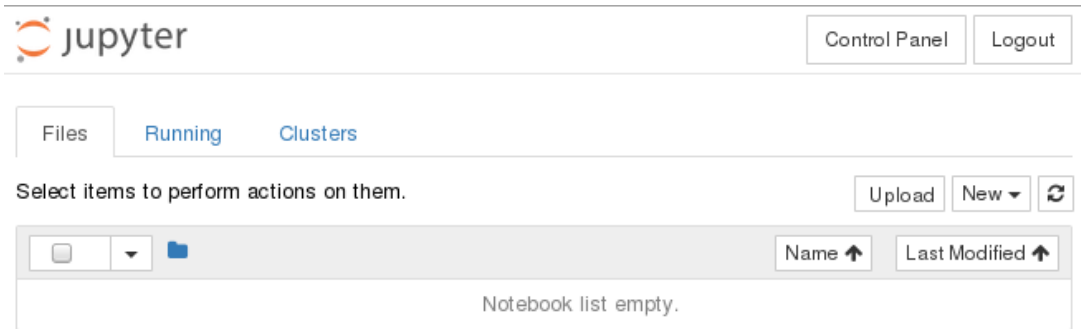 jupyter Control Panel Logout
Files Running Clusters
Select items to perform actions on them. Upload New
Name Last Modified
Notebook list empty.